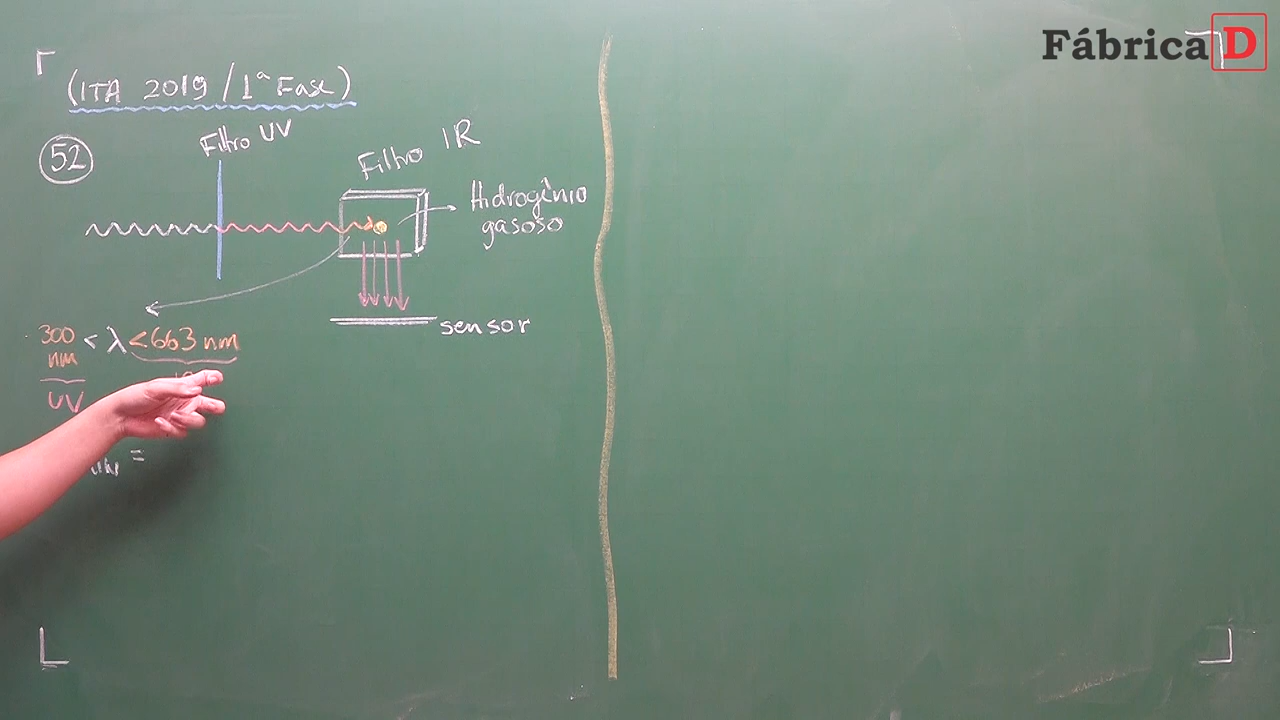 Fábrica D
(ITA 2019 / 1ª Fase)
52
Filtro UV
Filtro IR
Hidrogênio
gasoso
sensor
300 nm < λ < 663 nm
UV
=